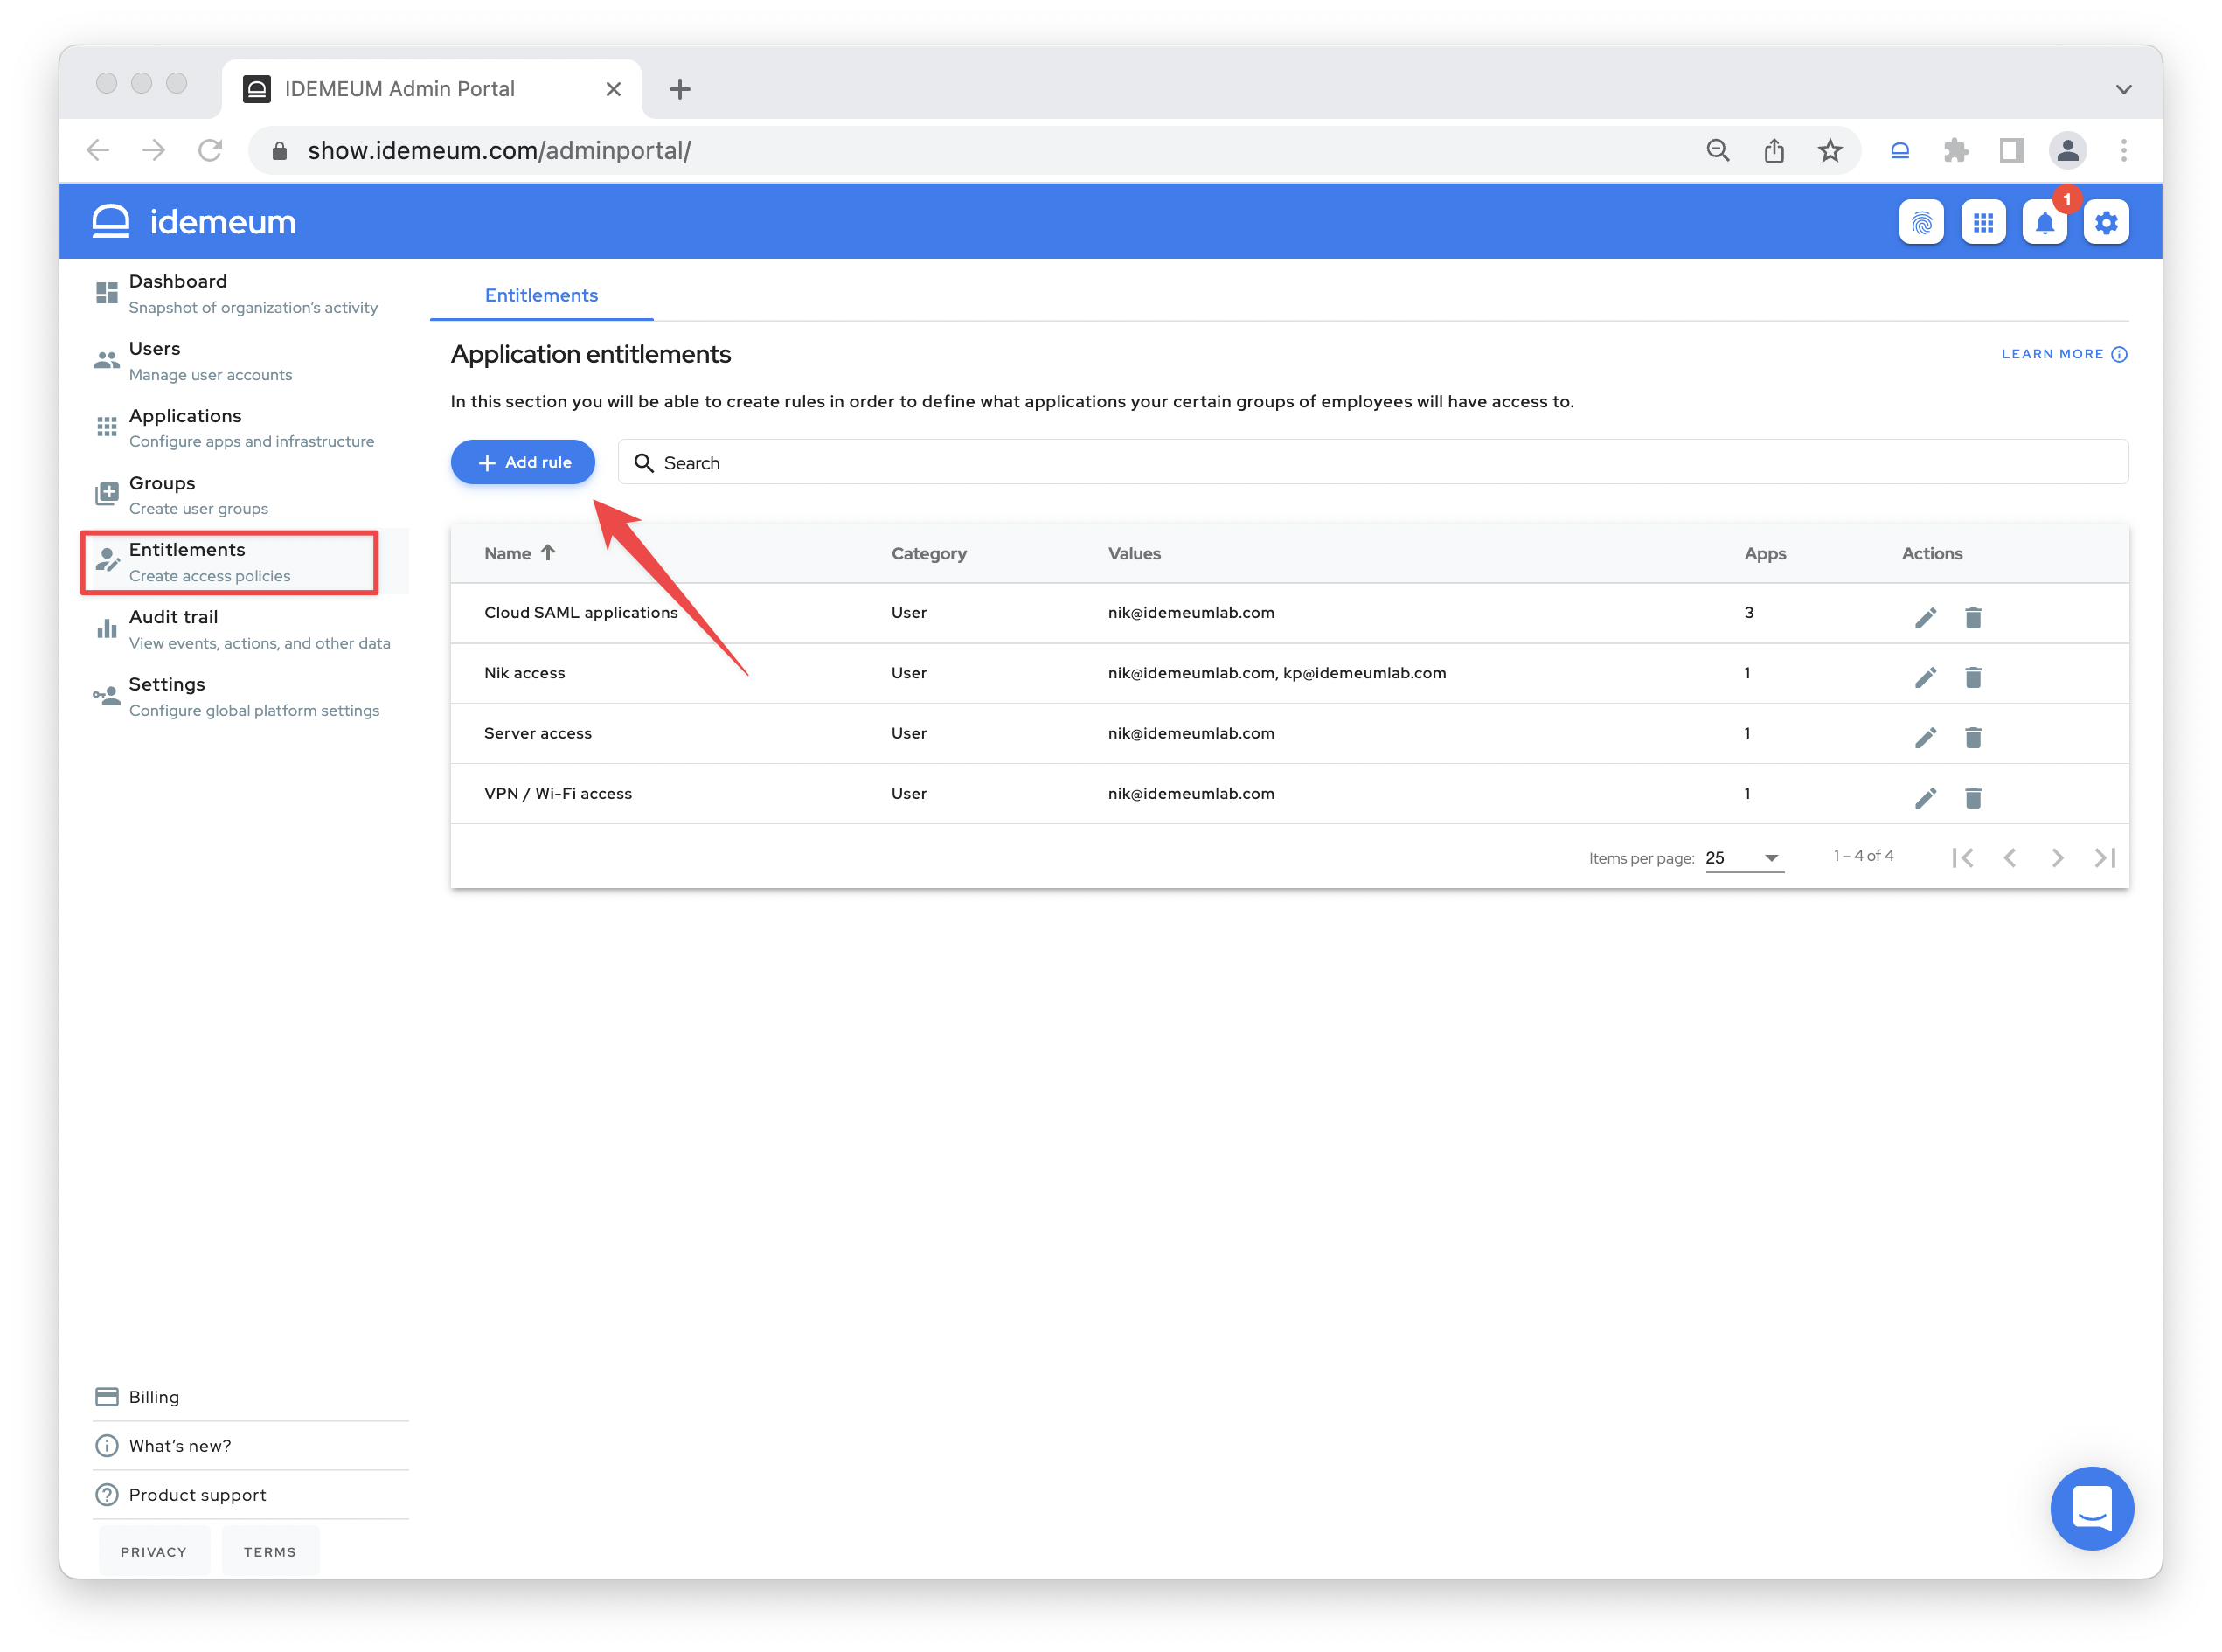 IDEMEUM Admin Portal
show.idemeum.com/adminportal/
idemeum
1
Dashboard
Snapshot of organization's activity
Users
Manage user accounts
Applications
Configure apps and infrastructure
Groups
Create user groups
Entitlements
Create access policies
Audit trail
View events, actions, and other data
Settings
Configure global platform settings
Billing
What's new?
Product support
PRIVACY TERMS
Entitlements
Application entitlements
LEARN MORE
In this section you will be able to create rules in order to define what applications your certain groups of employees will have access to.
Add rule
Search
Name Category Values Apps Actions
Cloud SAML applications User nik@idemeumlab.com 3
Nik access User nik@idemeumlab.com, kp@idemeumlab.com 1
Server access User nik@idemeumlab.com 1
VPN / Wi-Fi access User nik@idemeumlab.com 1
Items per page: 25 1 – 4 of 4